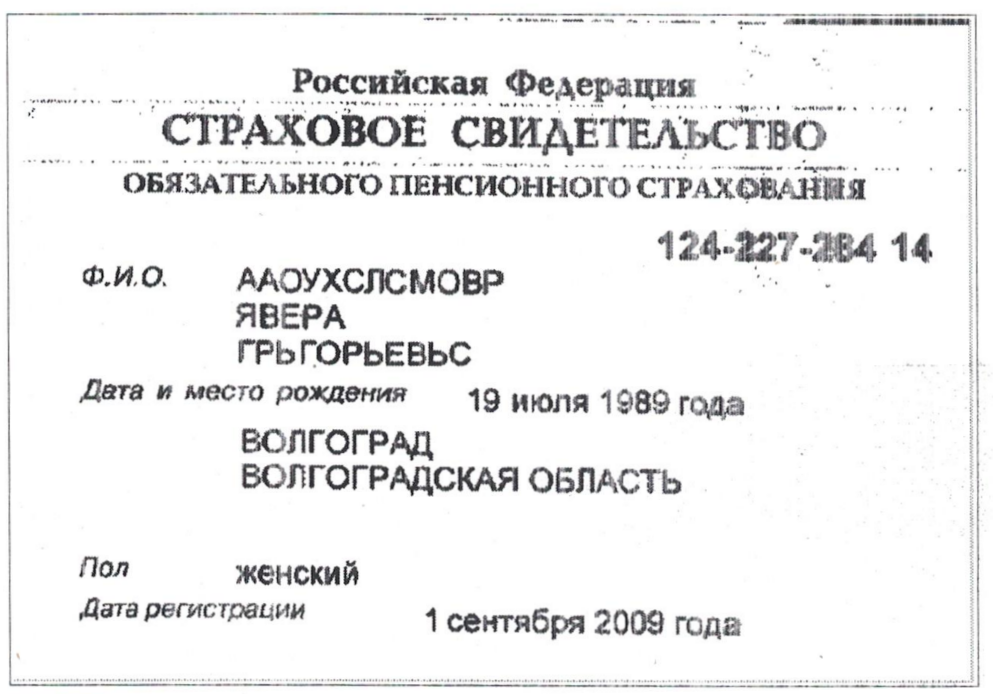 Российская Федерация
СТРАХОВОЕ СВИДЕТЕЛЬСТВО
ОБЯЗАТЕЛЬНОГО ПЕНСИОННОГО СТРАХОВАНИЯ
124-227-284 14
Ф.И.О. ААОУХСЛСМОВР
ЯВЕРА
ГРЬГОРЬЕВЬС
Дата и место рождения 19 июля 1989 года
ВОЛГОГРАД
ВОЛГОГРАДСКАЯ ОБЛАСТЬ
Пол женский
Дата регистрации 1 сентября 2009 года